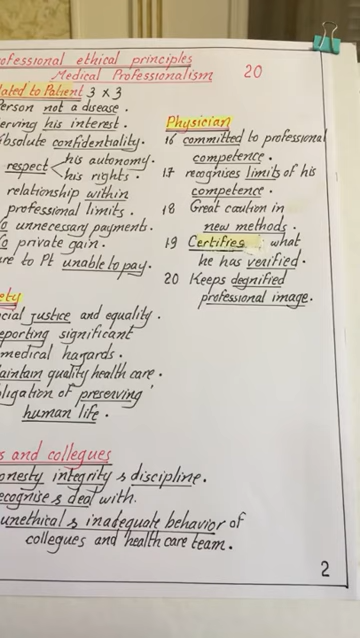 ofessional ethical principles
Medical Professionalism 20
lated to Patient 3 x 3
erson not a disease.
erving his interest.
bsolute confidentiality.
respect his autonomy.
his rights.
relationship within
professional limits.
o unnecessary payments.
o private gain.
re to Pt unable to pay.
ety
cial justice and equality.
eporting significant
medical hazards.
aintain quality health care.
ligation of preserving
human life.
s and collegues
onesty integrity & discipline.
ecognise & deal with.
unethical & inadequate behavior of
collegues and health care team.
Physician
16 committed to professional
competence.
17 recognises limits of his
competence.
18 Great caution in
new methods.
19 Certifies : what
he has verified.
20 Keeps degnified
professional image.
2